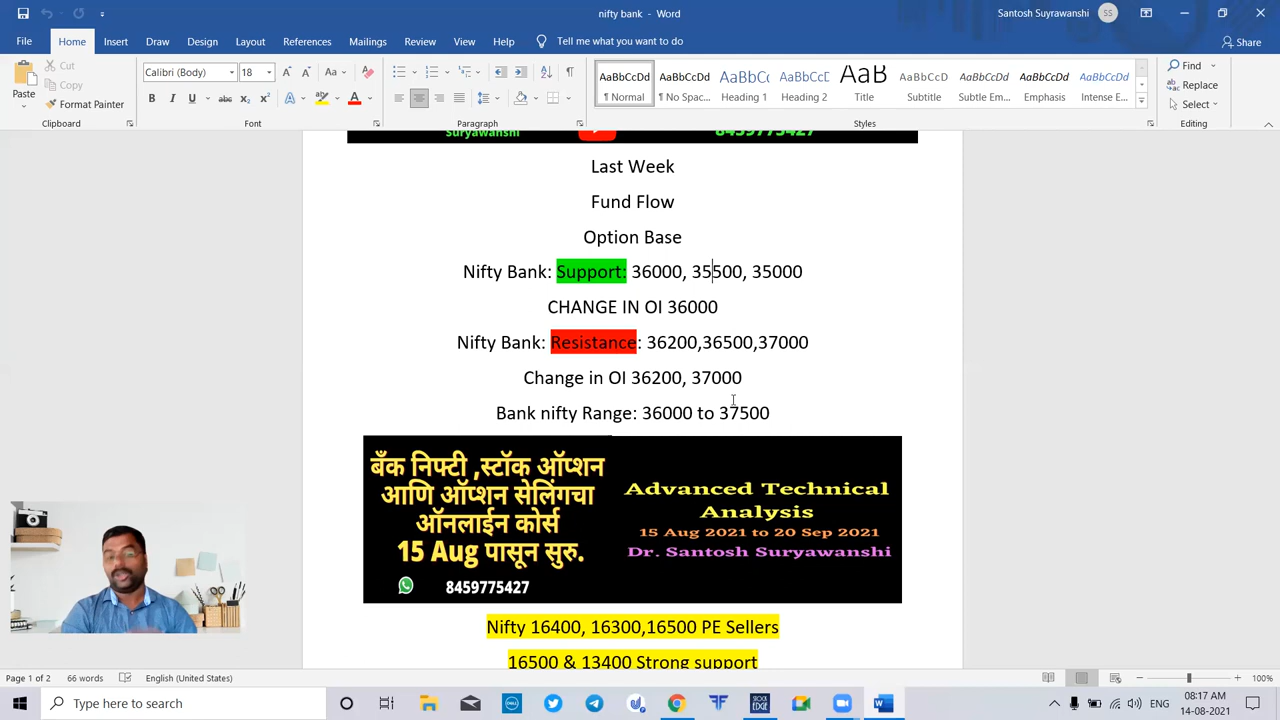 nifty bank - Word
Santosh Suryawanshi
SS
File Home Insert Draw Design Layout References Mailings Review View Help Tell me what you want to do
Share
Paste
Cut
Copy
Format Painter
Clipboard
Calibri (Body) 18
Font
Paragraph
AaBbCcDd AaBbCcDd AaBbCc AaBbCcD AaB AaBbCcD AaBbCcDd AaBbCcDd AaBbCcDd
¶ Normal ¶ No Spac... Heading 1 Heading 2 Title Subtitle Subtle Em... Emphasis Intense E...
Styles
Find
Replace
Select
Editing
Suryawanshi
8459775427
Last Week
Fund Flow
Option Base
Nifty Bank: Support: 36000, 35500, 35000
CHANGE IN OI 36000
Nifty Bank: Resistance: 36200,36500,37000
Change in OI 36200, 37000
Bank nifty Range: 36000 to 37500
बँक निफ्टी ,स्टॉक ऑप्शन
आणि ऑप्शन सेलिंगचा
ऑनलाईन कोर्स
15 Aug पासून सुरु.
8459775427
Advanced Technical
Analysis
15 Aug 2021 to 20 Sep 2021
Dr. Santosh Suryawanshi
Nifty 16400, 16300,16500 PE Sellers
16500 & 13400 Strong support
Page 1 of 2 66 words English (United States)
100%
Type here to search
DELL
STOCK EDGE
ENG
08:17 AM
14-08-2021